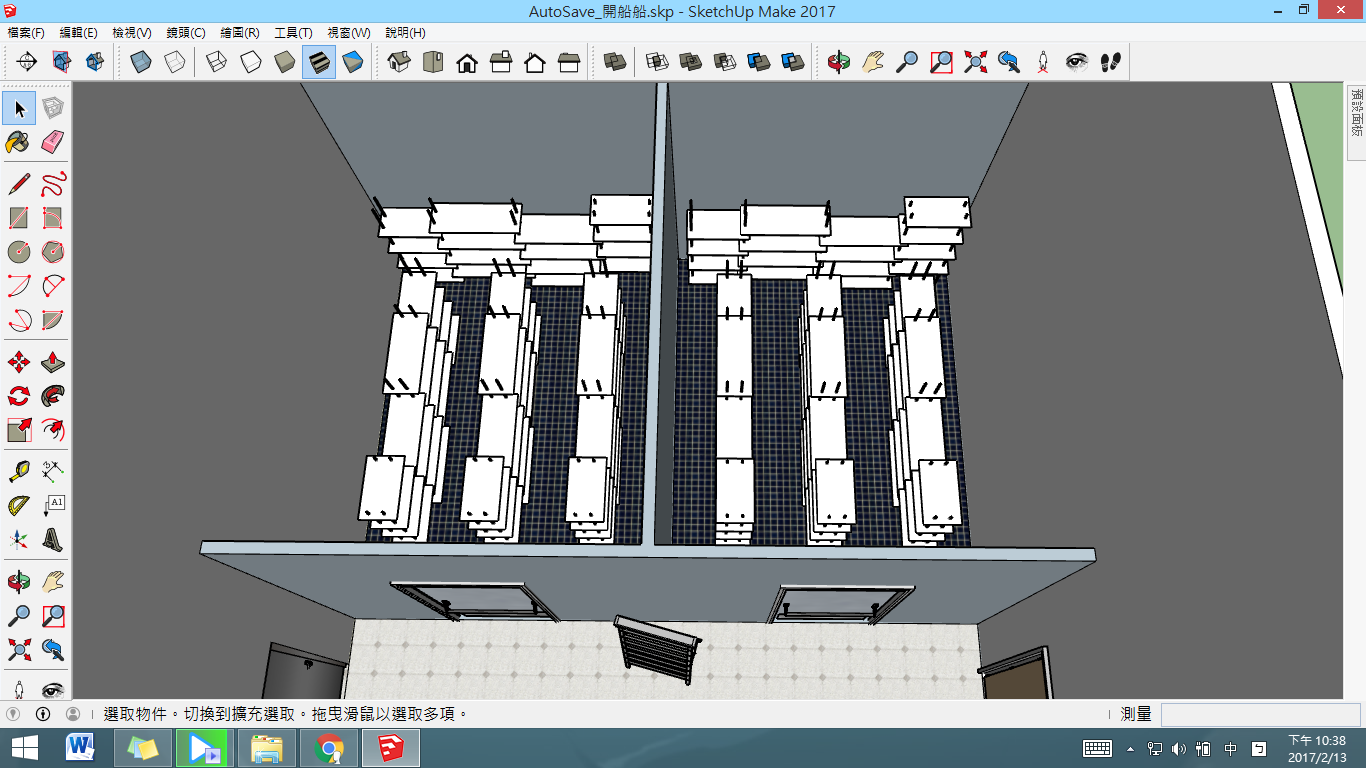 AutoSave_開船船.skp - SketchUp Make 2017
檔案(F) 編輯(E) 檢視(V) 鏡頭(C) 繪圖(R) 工具(T) 視窗(W) 說明(H)
預設面板
A1
選取物件。切換到擴充選取。拖曳滑鼠以選取多項。
測量
中
下午 10:38
2017/2/13